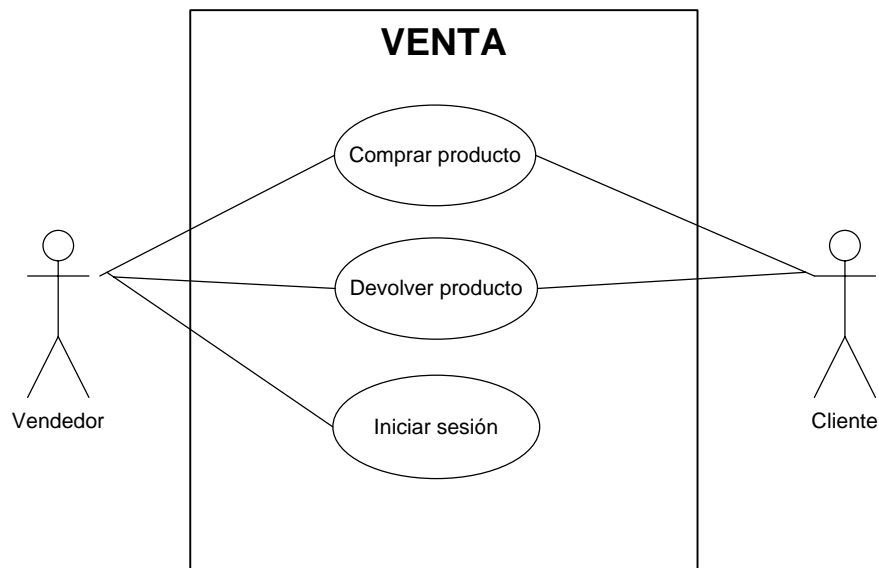 VENTA
Comprar producto
Devolver producto
Iniciar sesión
Vendedor
Cliente